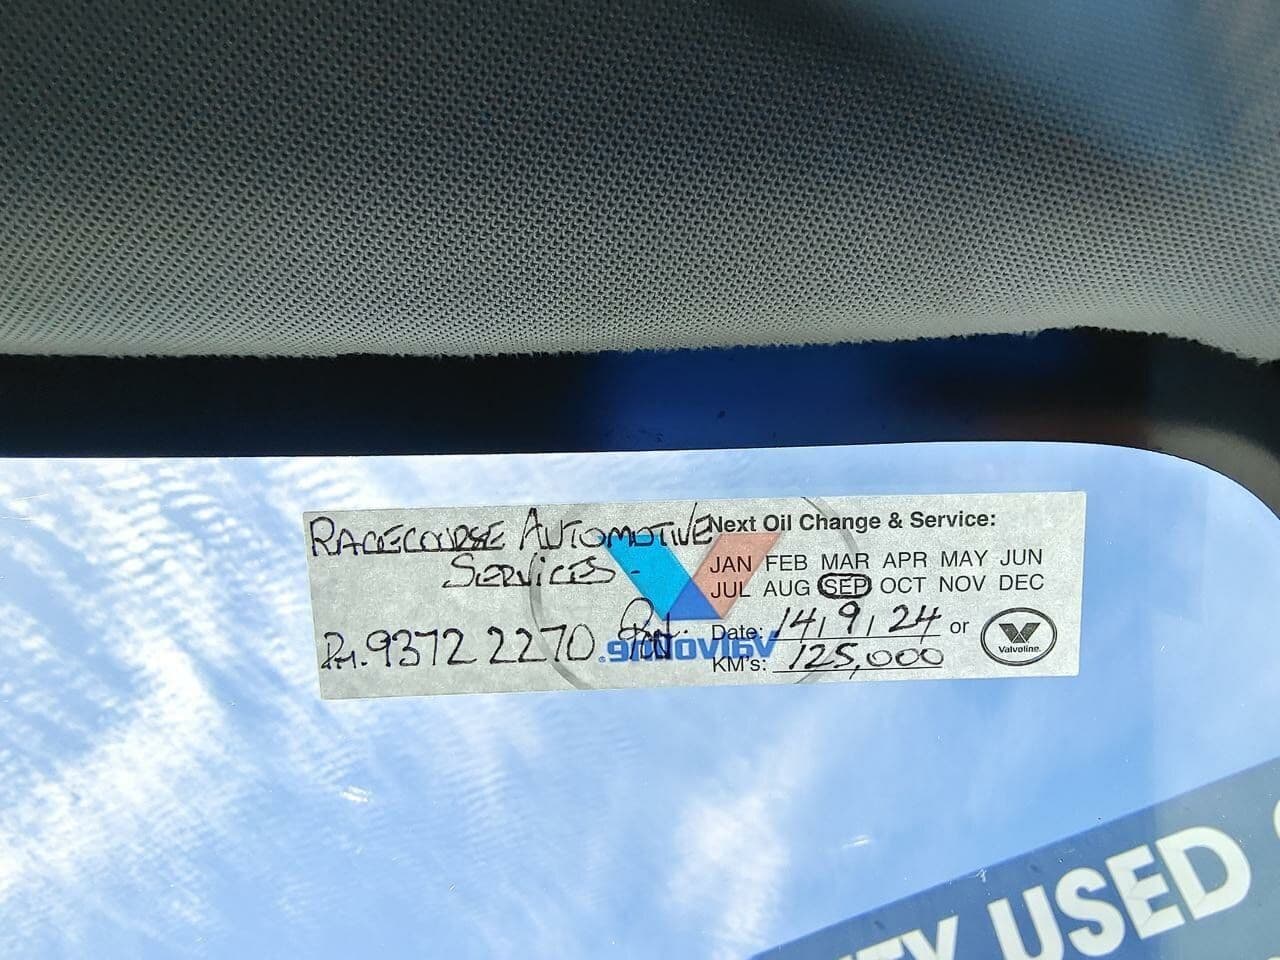 RACECOURSE AUTOMOTIVE
SERVICES -
PH. 9372 2270
Next Oil Change & Service:
JAN FEB MAR APR MAY JUN
JUL AUG SEP OCT NOV DEC
Date: 14/9/24 or
KM's: 125,000
Valvoline.
Valvoline.
USED